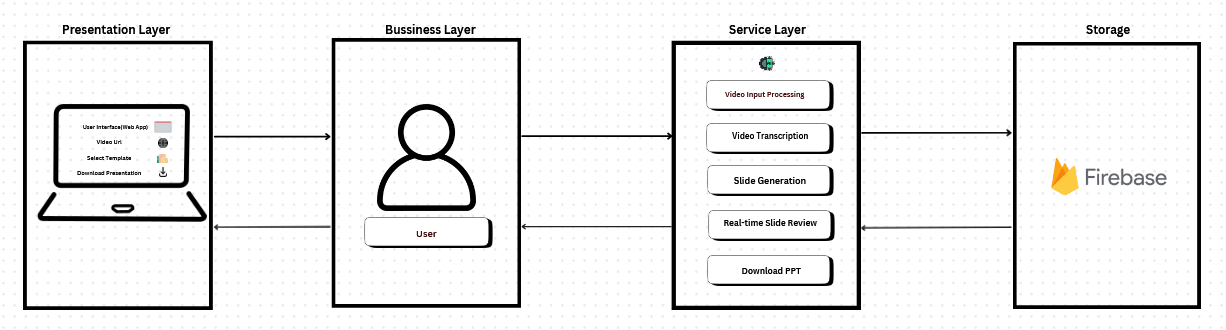 Presentation Layer
User Interface(Web App)
Video Url
Select Template
Download Presentation
Bussiness Layer
User
Service Layer
Video Input Processing
Video Transcription
Slide Generation
Real-time Slide Review
Download PPT
Storage
Firebase